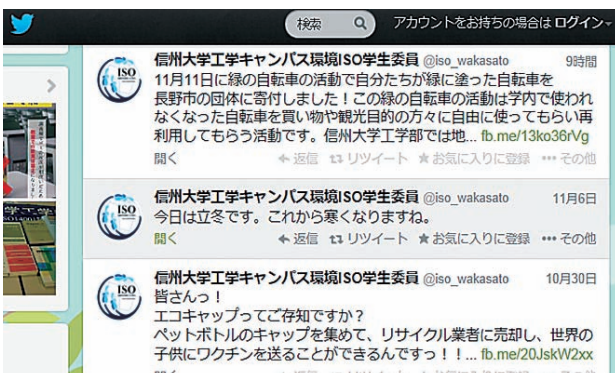 検索
アカウントをお持ちの場合は ログイン
信州大学工学キャンパス環境ISO学生委員 @iso_wakasato 9時間
11月11日に緑の自転車の活動で自分たちが緑に塗った自転車を
長野市の団体に寄付しました！この緑の自転車の活動は学内で使われ
なくなった自転車を買い物や観光目的の方々に自由に使ってもらい再
利用してもらう活動です。信州大学工学部では地... fb.me/13ko36rVg
開く 返信 リツイート お気に入りに登録 その他
信州大学工学キャンパス環境ISO学生委員 @iso_wakasato 11月6日
今日は立冬です。これから寒くなりますね。
開く 返信 リツイート お気に入りに登録 その他
信州大学工学キャンパス環境ISO学生委員 @iso_wakasato 10月30日
皆さんっ！
エコキャップってご存知ですか？
ペットボトルのキャップを集めて、リサイクル業者に売却し、世界の
子供にワクチンを送ることができるんですっ！！... fb.me/20JskW2xx